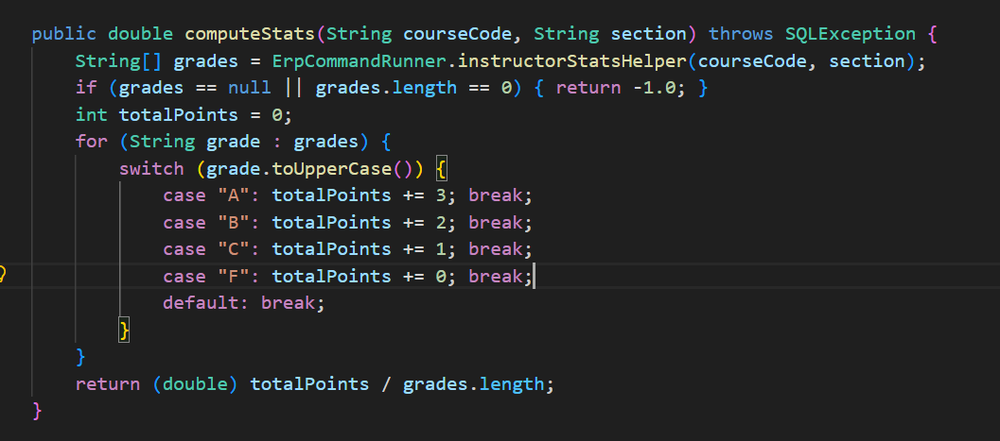 public double computeStats(String courseCode, String section) throws SQLException {
    String[] grades = ErpCommandRunner.instructorStatsHelper(courseCode, section);
    if (grades == null || grades.length == 0) { return -1.0; }
    int totalPoints = 0;
    for (String grade : grades) {
        switch (grade.toUpperCase()) {
            case "A": totalPoints += 3; break;
            case "B": totalPoints += 2; break;
            case "C": totalPoints += 1; break;
            case "F": totalPoints += 0; break;
            default: break;
        }
    }
    return (double) totalPoints / grades.length;
}